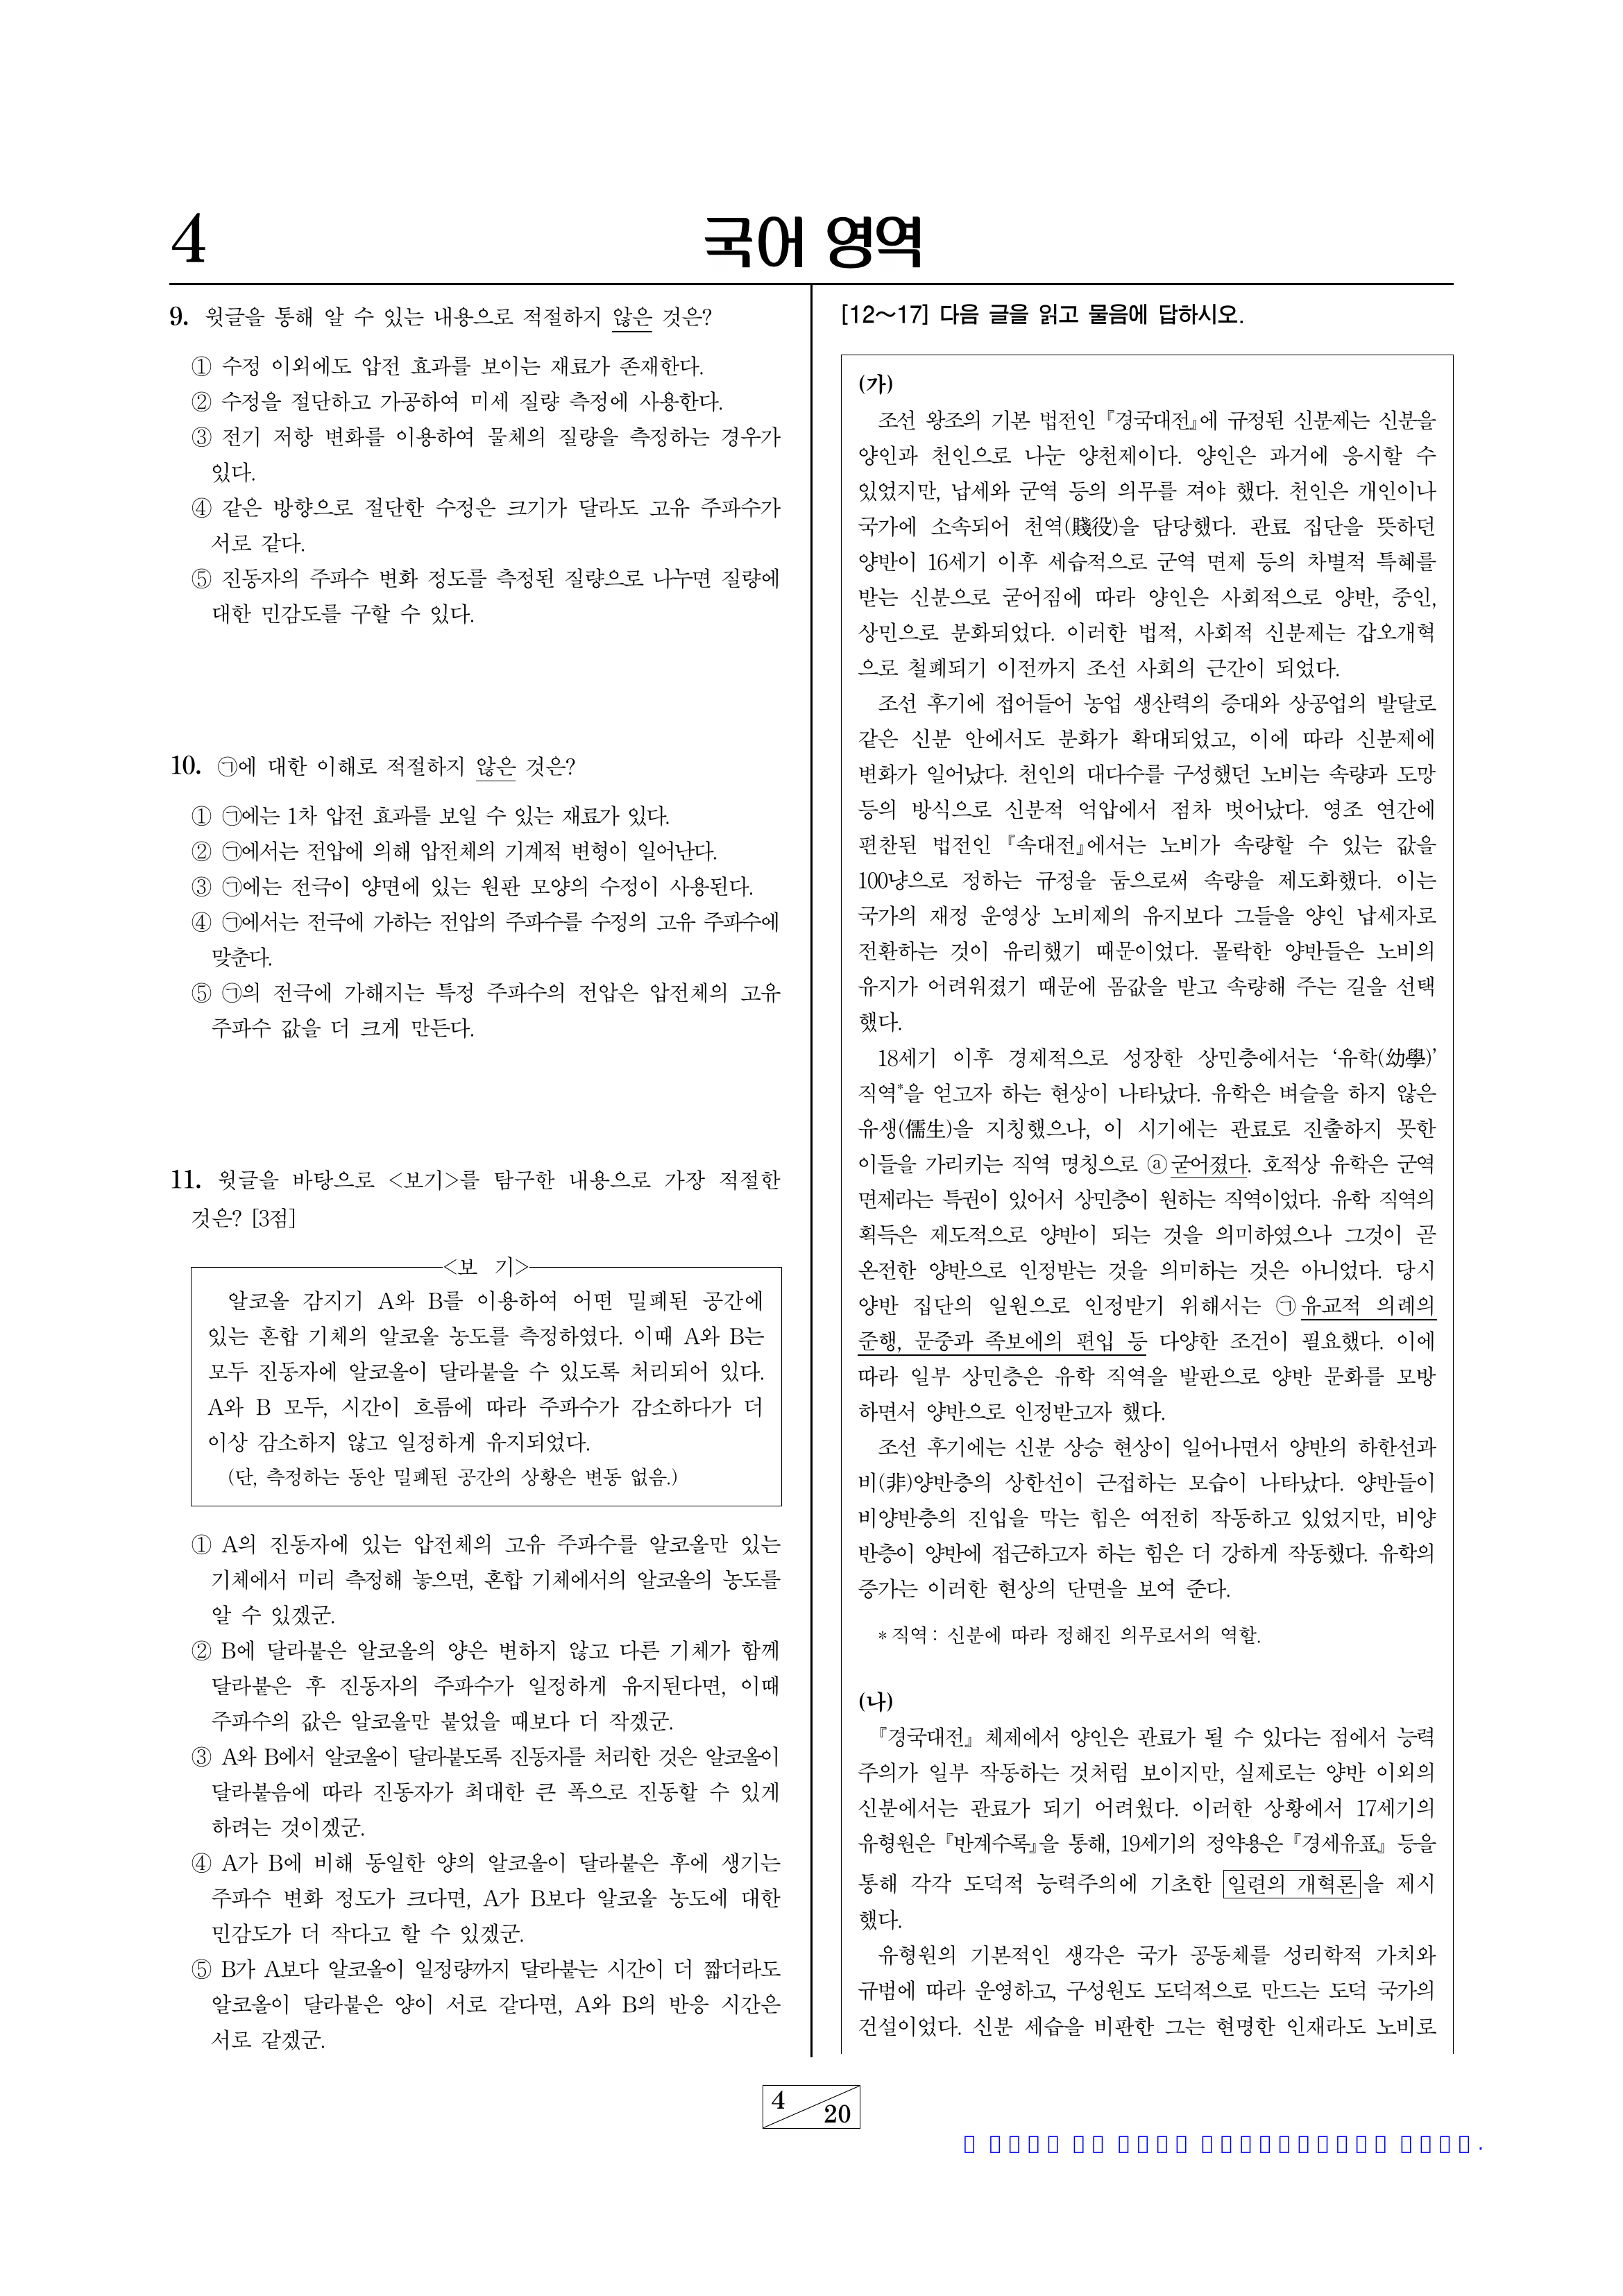 4
국어 영역
9. 윗글을 통해 알 수 있는 내용으로 적절하지 않은 것은?
① 수정 이외에도 압전 효과를 보이는 재료가 존재한다.
② 수정을 절단하고 가공하여 미세 질량 측정에 사용한다.
③ 전기 저항 변화를 이용하여 물체의 질량을 측정하는 경우가
있다.
④ 같은 방향으로 절단한 수정은 크기가 달라도 고유 주파수가
서로 같다.
⑤ 진동자의 주파수 변화 정도를 측정된 질량으로 나누면 질량에
대한 민감도를 구할 수 있다.
10. ㉠에 대한 이해로 적절하지 않은 것은?
① ㉠에는 1차 압전 효과를 보일 수 있는 재료가 있다.
② ㉠에서는 전압에 의해 압전체의 기계적 변형이 일어난다.
③ ㉠에는 전극이 양면에 있는 원판 모양의 수정이 사용된다.
④ ㉠에서는 전극에 가하는 전압의 주파수를 수정의 고유 주파수에
맞춘다.
⑤ ㉠의 전극에 가해지는 특정 주파수의 전압은 압전체의 고유
주파수 값을 더 크게 만든다.
11. 윗글을 바탕으로 <보기>를 탐구한 내용으로 가장 적절한
것은? [3점]
<보 기>
알코올 감지기 A와 B를 이용하여 어떤 밀폐된 공간에
있는 혼합 기체의 알코올 농도를 측정하였다. 이때 A와 B는
모두 진동자에 알코올이 달라붙을 수 있도록 처리되어 있다.
A와 B 모두, 시간이 흐름에 따라 주파수가 감소하다가 더
이상 감소하지 않고 일정하게 유지되었다.
(단, 측정하는 동안 밀폐된 공간의 상황은 변동 없음.)
① A의 진동자에 있는 압전체의 고유 주파수를 알코올만 있는
기체에서 미리 측정해 놓으면, 혼합 기체에서의 알코올의 농도를
알 수 있겠군.
② B에 달라붙은 알코올의 양은 변하지 않고 다른 기체가 함께
달라붙은 후 진동자의 주파수가 일정하게 유지된다면, 이때
주파수의 값은 알코올만 붙었을 때보다 더 작겠군.
③ A와 B에서 알코올이 달라붙도록 진동자를 처리한 것은 알코올이
달라붙음에 따라 진동자가 최대한 큰 폭으로 진동할 수 있게
하려는 것이겠군.
④ A가 B에 비해 동일한 양의 알코올이 달라붙은 후에 생기는
주파수 변화 정도가 크다면, A가 B보다 알코올 농도에 대한
민감도가 더 작다고 할 수 있겠군.
⑤ B가 A보다 알코올이 일정량까지 달라붙는 시간이 더 짧더라도
알코올이 달라붙은 양이 서로 같다면, A와 B의 반응 시간은
서로 같겠군.
[12~17] 다음 글을 읽고 물음에 답하시오.
(가)
조선 왕조의 기본 법전인 『경국대전』에 규정된 신분제는 신분을
양인과 천인으로 나눈 양천제이다. 양인은 과거에 응시할 수
있었지만, 납세와 군역 등의 의무를 져야 했다. 천인은 개인이나
국가에 소속되어 천역(賤役)을 담당했다. 관료 집단을 뜻하던
양반이 16세기 이후 세습적으로 군역 면제 등의 차별적 특혜를
받는 신분으로 굳어짐에 따라 양인은 사회적으로 양반, 중인,
상민으로 분화되었다. 이러한 법적, 사회적 신분제는 갑오개혁
으로 철폐되기 이전까지 조선 사회의 근간이 되었다.
조선 후기에 접어들어 농업 생산력의 증대와 상공업의 발달로
같은 신분 안에서도 분화가 확대되었고, 이에 따라 신분제에
변화가 일어났다. 천인의 대다수를 구성했던 노비는 속량과 도망
등의 방식으로 신분적 억압에서 점차 벗어났다. 영조 연간에
편찬된 법전인 『속대전』에서는 노비가 속량할 수 있는 값을
100냥으로 정하는 규정을 둠으로써 속량을 제도화했다. 이는
국가의 재정 운영상 노비제의 유지보다 그들을 양인 납세자로
전환하는 것이 유리했기 때문이었다. 몰락한 양반들은 노비의
유지가 어려워졌기 때문에 몸값을 받고 속량해 주는 길을 선택
했다.
18세기 이후 경제적으로 성장한 상민층에서는 ‘유학(幼學)’
직역*을 얻고자 하는 현상이 나타났다. 유학은 벼슬을 하지 않은
유생(儒生)을 지칭했으나, 이 시기에는 관료로 진출하지 못한
이들을 가리키는 직역 명칭으로 ⓐ굳어졌다. 호적상 유학은 군역
면제라는 특권이 있어서 상민층이 원하는 직역이었다. 유학 직역의
획득은 제도적으로 양반이 되는 것을 의미하였으나 그것이 곧
온전한 양반으로 인정받는 것을 의미하는 것은 아니었다. 당시
양반 집단의 일원으로 인정받기 위해서는 ㉠유교적 의례의
준행, 문중과 족보에의 편입 등 다양한 조건이 필요했다. 이에
따라 일부 상민층은 유학 직역을 발판으로 양반 문화를 모방
하면서 양반으로 인정받고자 했다.
조선 후기에는 신분 상승 현상이 일어나면서 양반의 하한선과
비(非)양반층의 상한선이 근접하는 모습이 나타났다. 양반들이
비양반층의 진입을 막는 힘은 여전히 작동하고 있었지만, 비양
반층이 양반에 접근하고자 하는 힘은 더 강하게 작동했다. 유학의
증가는 이러한 현상의 단면을 보여 준다.
* 직역 : 신분에 따라 정해진 의무로서의 역할.
(나)
『경국대전』 체제에서 양인은 관료가 될 수 있다는 점에서 능력
주의가 일부 작동하는 것처럼 보이지만, 실제로는 양반 이외의
신분에서는 관료가 되기 어려웠다. 이러한 상황에서 17세기의
유형원은 『반계수록』을 통해, 19세기의 정약용은 『경세유표』 등을
통해 각각 도덕적 능력주의에 기초한 일련의 개혁론을 제시
했다.
유형원의 기본적인 생각은 국가 공동체를 성리학적 가치와
규범에 따라 운영하고, 구성원도 도덕적으로 만드는 도덕 국가의
건설이었다. 신분 세습을 비판한 그는 현명한 인재라도 노비로
4
20